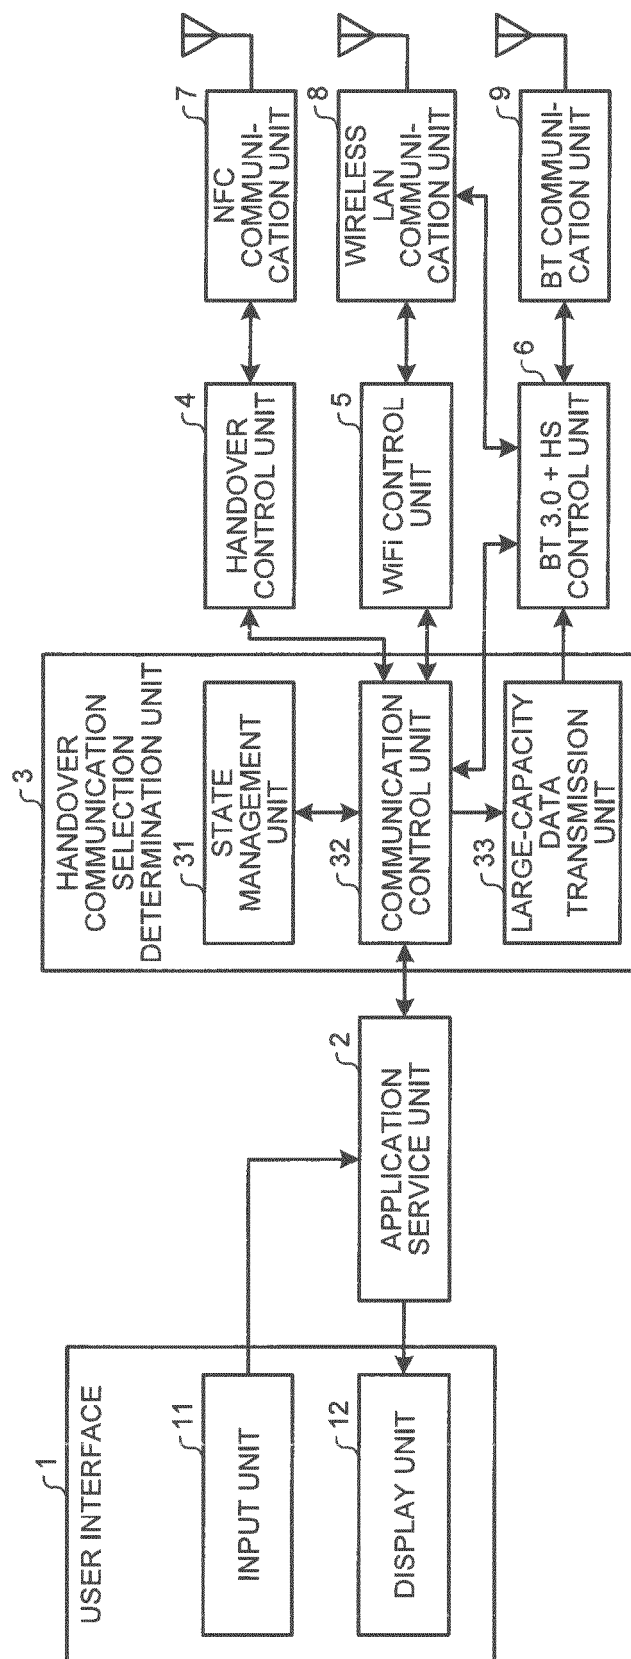 1
USER INTERFACE
11
INPUT UNIT
12
DISPLAY UNIT
2
APPLICATION
SERVICE UNIT
3
HANDOVER
COMMUNICATION
SELECTION
DETERMINATION UNIT
31
STATE
MANAGEMENT
UNIT
32
COMMUNICATION
CONTROL UNIT
33
LARGE-CAPACITY
DATA
TRANSMISSION
UNIT
4
HANDOVER
CONTROL UNIT
5
WiFi CONTROL
UNIT
6
BT 3.0 + HS
CONTROL UNIT
7
NFC
COMMUNI-
CATION UNIT
8
WIRELESS
LAN
COMMUNI-
CATION UNIT
9
BT COMMUNI-
CATION UNIT